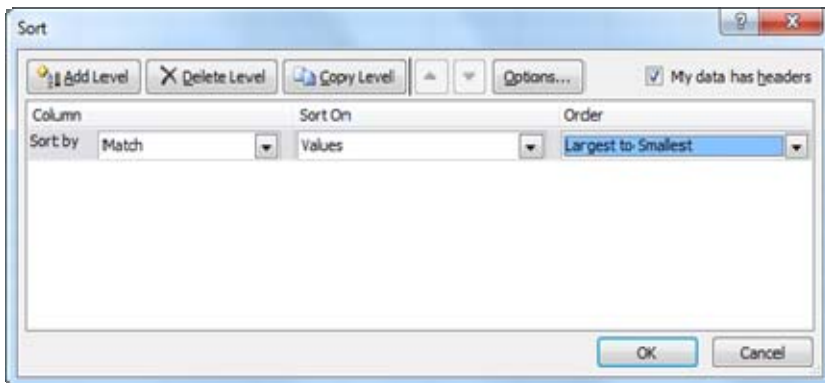 Sort
Add Level Delete Level Copy Level Options... My data has headers
Column Sort On Order
Sort by Match Values Largest to Smallest
OK Cancel